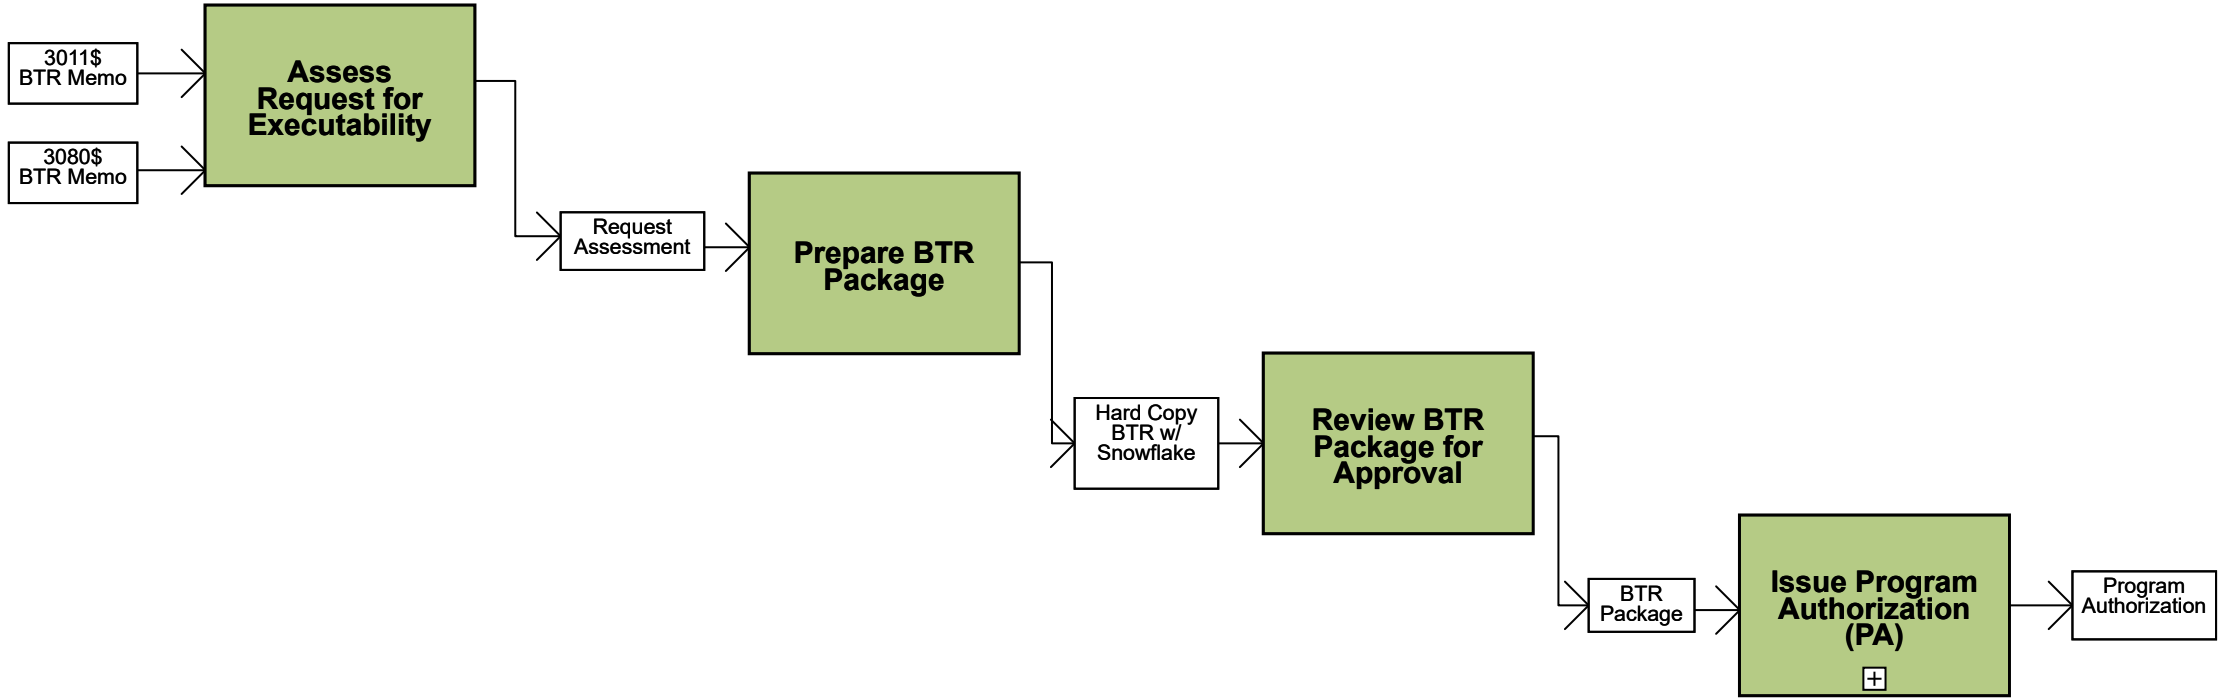 3011$
BTR Memo
3080$
BTR Memo
Assess
Request for
Executability
Request
Assessment
Prepare BTR
Package
Hard Copy
BTR w/
Snowflake
Review BTR
Package for
Approval
BTR
Package
Issue Program
Authorization
(PA)
Program
Authorization